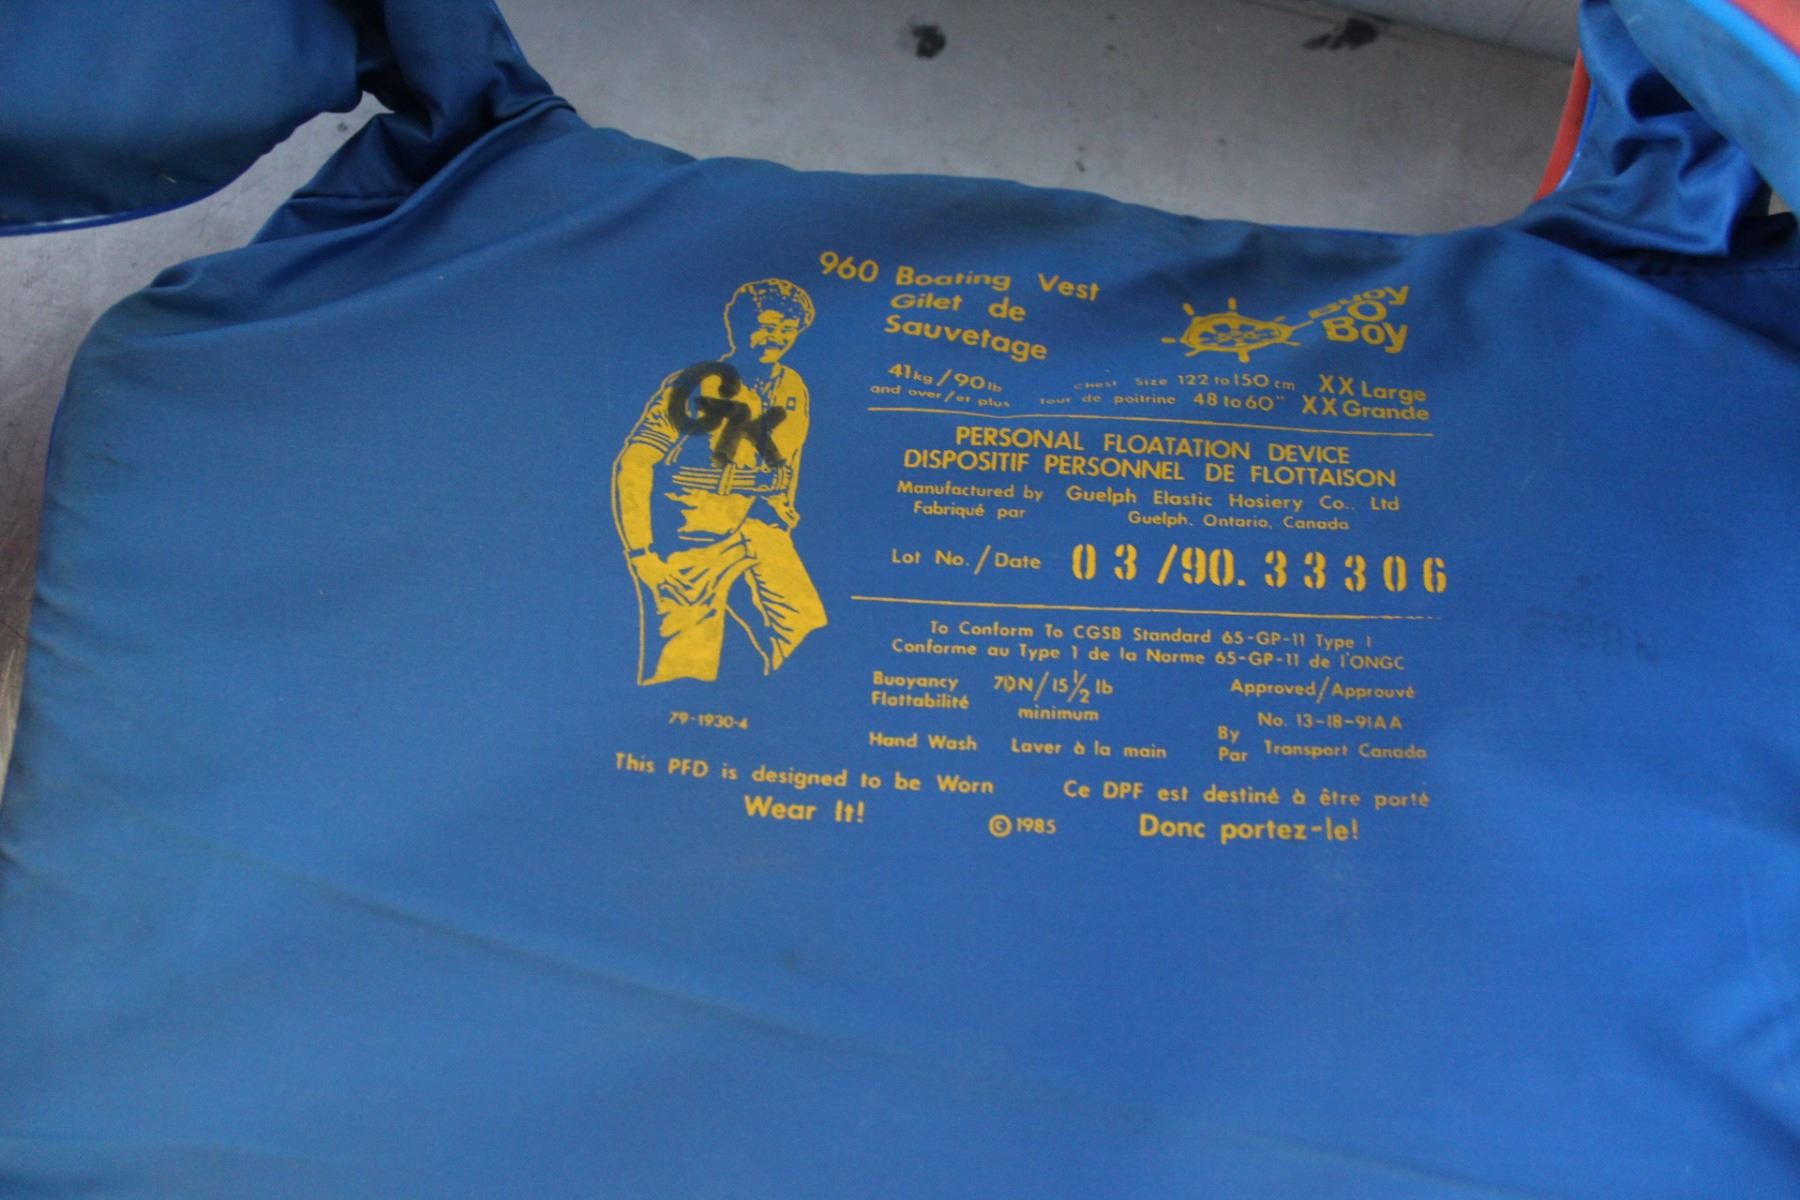 960 Boating Vest
Gilet de
Sauvetage
Buoy
O
Boy
41kg/90lb
and over/et plus
Chest Size 122 to 150 cm XX Large
Tour de poitrine 48 to 60" XX Grande
GK
PERSONAL FLOATATION DEVICE
DISPOSITIF PERSONNEL DE FLOTTAISON
Manufactured by Guelph Elastic Hosiery Co.. Ltd
Fabriqué par Guelph. Ontario, Canada
Lot No./Date 03/90.33306
To Conform To CGSB Standard 65-GP-11 Type 1
Conforme au Type 1 de la Norme 65-GP-11 de l'ONGC
Buoyancy 70N/15½ lb
Flottabilité minimum
Approved/Approuvé
No. 13-18-91AA
By
Par Transport Canada
Hand Wash Laver à la main
79-1930-4
This PFD is designed to be Worn
Wear It!
©1985
Ce DPF est destiné à être porté
Donc portez-le!